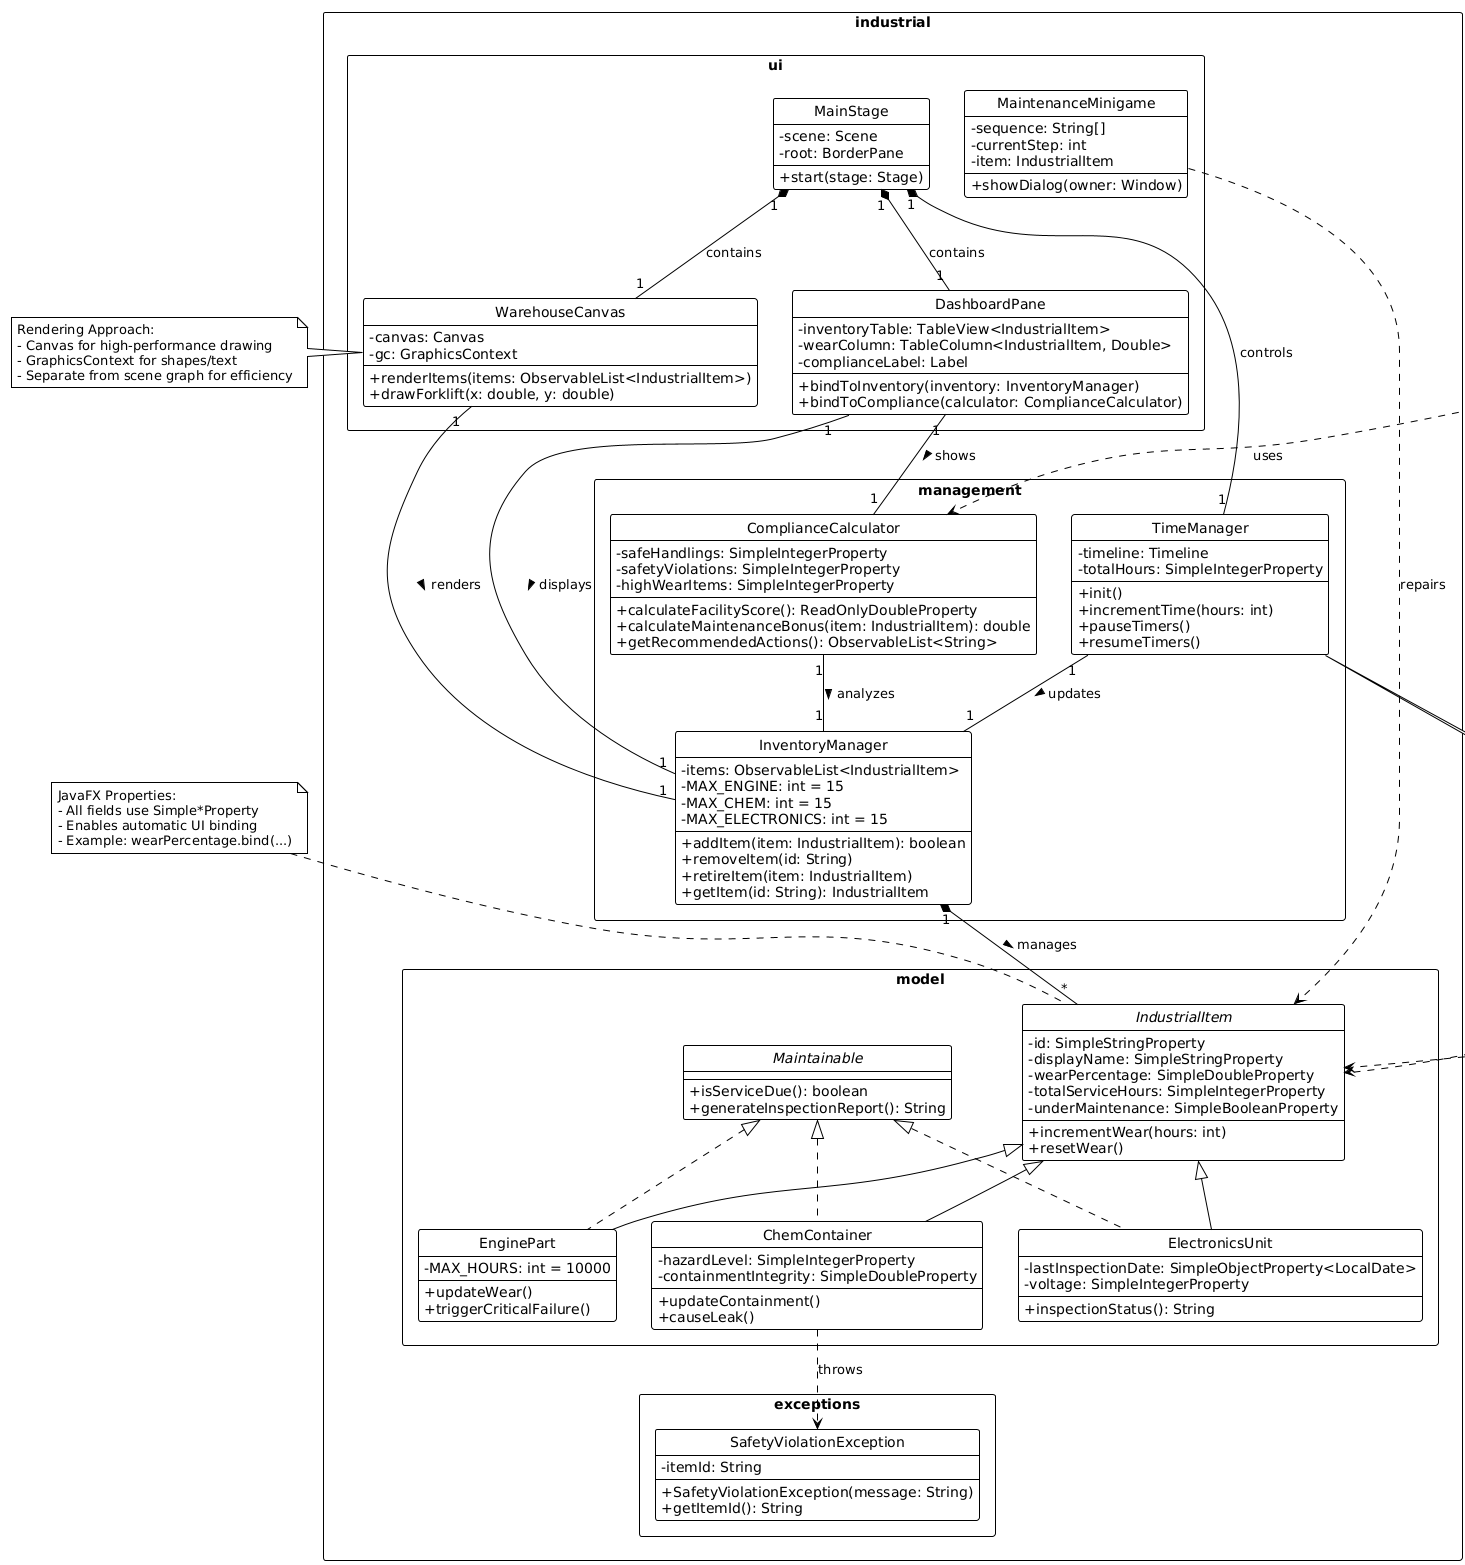 industrial
ui
MainStage
-scene: Scene
-root: BorderPane
+start(stage: Stage)
MaintenanceMinigame
-sequence: String[]
-currentStep: int
-item: IndustrialItem
+showDialog(owner: Window)
1
1
1
contains
contains
1
1
WarehouseCanvas
-canvas: Canvas
-gc: GraphicsContext
+renderItems(items: ObservableList<IndustrialItem>)
+drawForklift(x: double, y: double)
DashboardPane
-inventoryTable: TableView<IndustrialItem>
-wearColumn: TableColumn<IndustrialItem, Double>
-complianceLabel: Label
+bindToInventory(inventory: InventoryManager)
+bindToCompliance(calculator: ComplianceCalculator)
Rendering Approach:
- Canvas for high-performance drawing
- GraphicsContext for shapes/text
- Separate from scene graph for efficiency
controls
1
1
1
shows
uses
1
1
management
ComplianceCalculator
-safeHandlings: SimpleIntegerProperty
-safetyViolations: SimpleIntegerProperty
-highWearItems: SimpleIntegerProperty
+calculateFacilityScore(): ReadOnlyDoubleProperty
+calculateMaintenanceBonus(item: IndustrialItem): double
+getRecommendedActions(): ObservableList<String>
TimeManager
-timeline: Timeline
-totalHours: SimpleIntegerProperty
+init()
+incrementTime(hours: int)
+pauseTimers()
+resumeTimers()
renders
displays
repairs
1
1
analyzes
updates
1
1
1
1
InventoryManager
-items: ObservableList<IndustrialItem>
-MAX_ENGINE: int = 15
-MAX_CHEM: int = 15
-MAX_ELECTRONICS: int = 15
+addItem(item: IndustrialItem): boolean
+removeItem(id: String)
+retireItem(item: IndustrialItem)
+getItem(id: String): IndustrialItem
JavaFX Properties:
- All fields use Simple*Property
- Enables automatic UI binding
- Example: wearPercentage.bind(...)
1
manages
*
model
IndustrialItem
-id: SimpleStringProperty
-displayName: SimpleStringProperty
-wearPercentage: SimpleDoubleProperty
-totalServiceHours: SimpleIntegerProperty
-underMaintenance: SimpleBooleanProperty
+incrementWear(hours: int)
+resetWear()
Maintainable
+isServiceDue(): boolean
+generateInspectionReport(): String
EnginePart
-MAX_HOURS: int = 10000
+updateWear()
+triggerCriticalFailure()
ChemContainer
-hazardLevel: SimpleIntegerProperty
-containmentIntegrity: SimpleDoubleProperty
+updateContainment()
+causeLeak()
ElectronicsUnit
-lastInspectionDate: SimpleObjectProperty<LocalDate>
-voltage: SimpleIntegerProperty
+inspectionStatus(): String
throws
exceptions
SafetyViolationException
-itemId: String
+SafetyViolationException(message: String)
+getItemId(): String